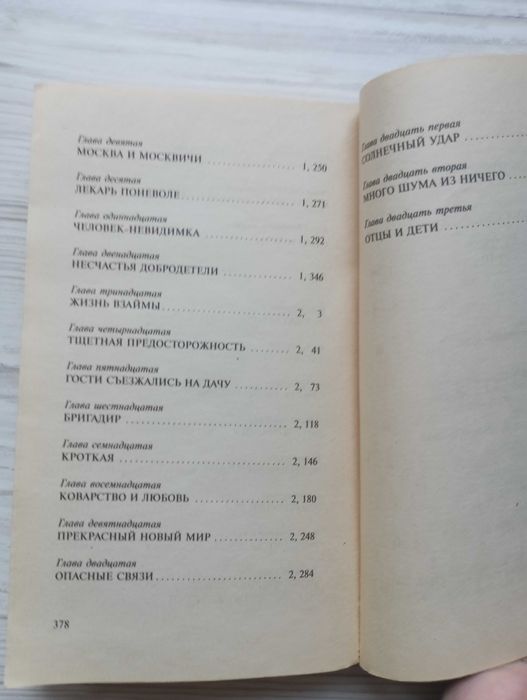 Глава девятая
МОСКВА И МОСКВИЧИ .................. 1, 250
Глава десятая
ЛЕКАРЬ ПОНЕВОЛЕ .................. 1, 271
Глава одиннадцатая
ЧЕЛОВЕК-НЕВИДИМКА .................. 1, 292
Глава двенадцатая
НЕСЧАСТЬЯ ДОБРОДЕТЕЛИ .................. 1, 346
Глава тринадцатая
ЖИЗНЬ ВЗАЙМЫ .................. 2, 3
Глава четырнадцатая
ТЩЕТНАЯ ПРЕДОСТОРОЖНОСТЬ ........ 2, 41
Глава пятнадцатая
ГОСТИ СЪЕЗЖАЛИСЬ НА ДАЧУ ........... 2, 73
Глава шестнадцатая
БРИГАДИР .................. 2, 118
Глава семнадцатая
КРОТКАЯ .................. 2, 146
Глава восемнадцатая
КОВАРСТВО И ЛЮБОВЬ .................. 2, 180
Глава девятнадцатая
ПРЕКРАСНЫЙ НОВЫЙ МИР .................. 2, 248
Глава двадцатая
ОПАСНЫЕ СВЯЗИ .................. 2, 284
378
Глава двадцать первая
СОЛНЕЧНЫЙ УДАР ..........
Глава двадцать вторая
МНОГО ШУМА ИЗ НИЧЕГО ....
Глава двадцать третья
ОТЦЫ И ДЕТИ ..........